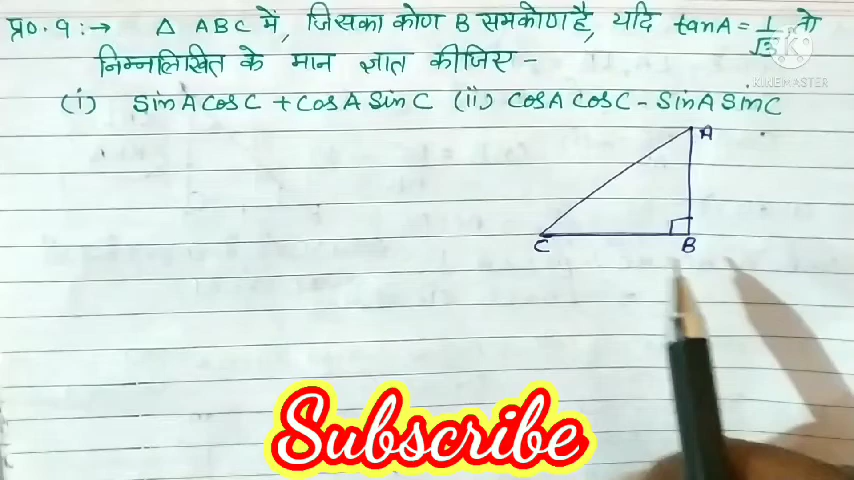 प्र०. 9 :→ △ ABC में, जिसका कोण B समकोण है, यदि tanA = 1/√3 तो
निम्नलिखित के मान ज्ञात कीजिए -
(i) SinA CosC + CosA SinC (ii) CosA CosC - SinA SinC
A
C B
KINEMASTER
Subscribe